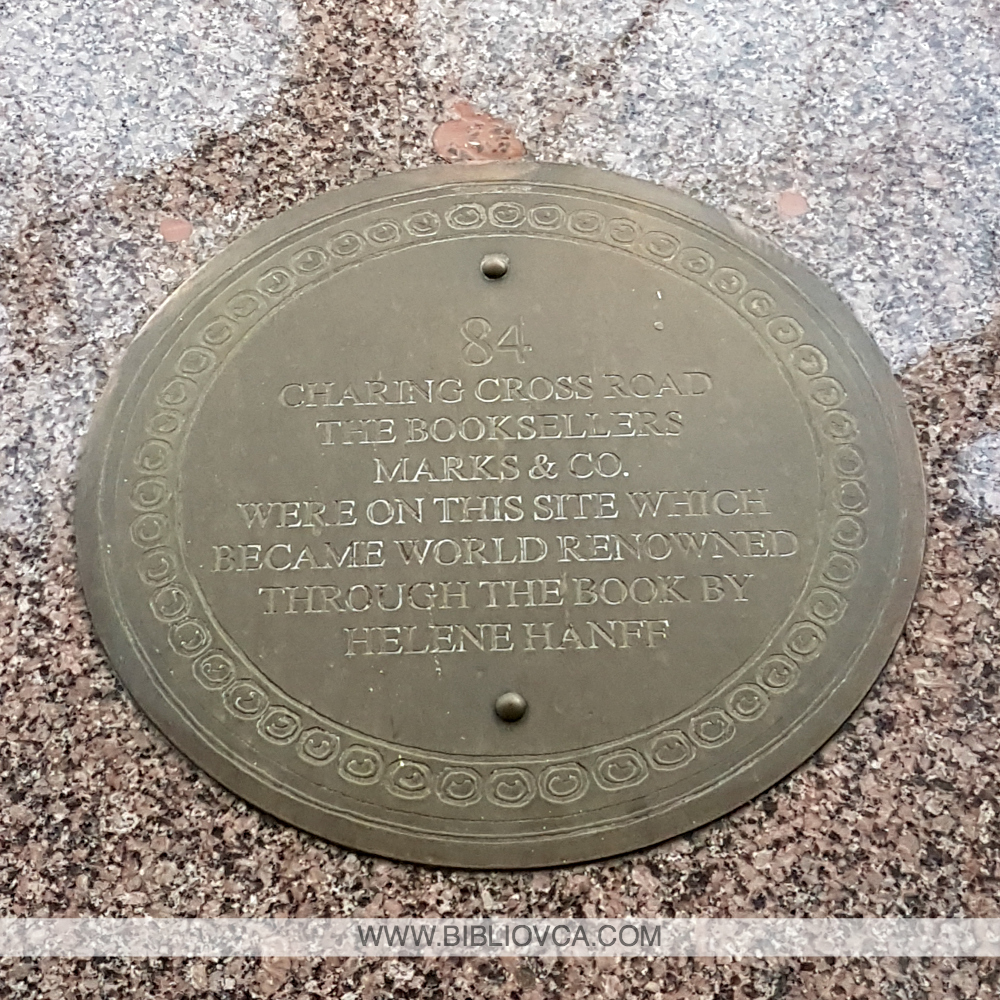 84
CHARING CROSS ROAD
THE BOOKSELLERS
MARKS & CO.
WERE ON THIS SITE WHICH
BECAME WORLD RENOWNED
THROUGH THE BOOK BY
HELENE HANFF
WWW.BIBLIOVCA.COM